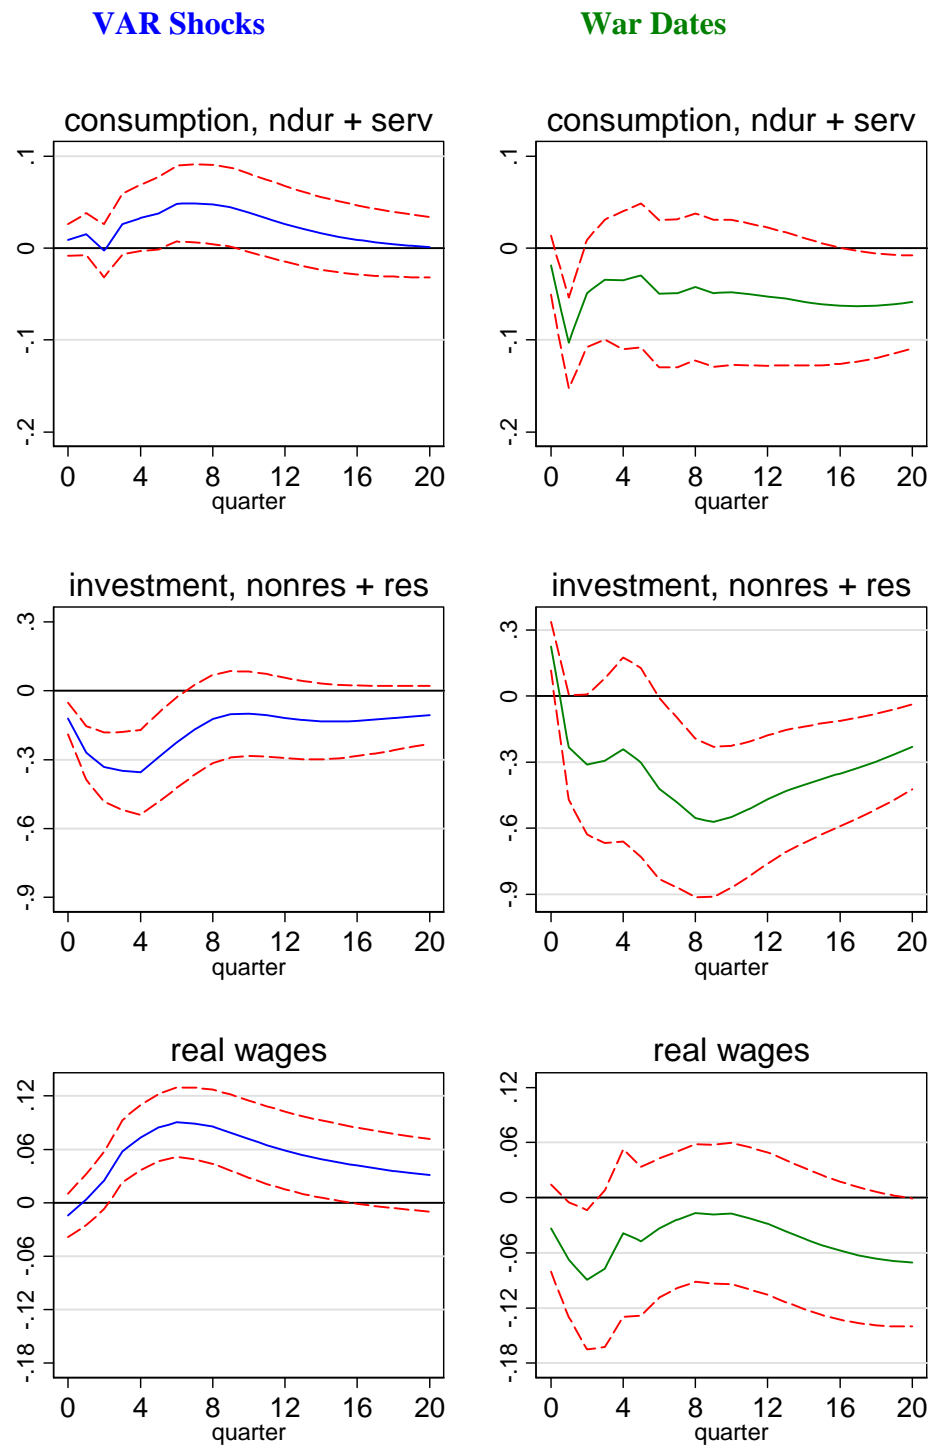 VAR Shocks
War Dates
consumption, ndur + serv
.1
0
-.1
-.2
0 4 8 12 16 20
quarter
consumption, ndur + serv
.1
0
-.1
-.2
0 4 8 12 16 20
quarter
investment, nonres + res
.3
0
-.3
-.6
-.9
0 4 8 12 16 20
quarter
investment, nonres + res
.3
0
-.3
-.6
-.9
0 4 8 12 16 20
quarter
real wages
.12
.06
0
-.06
-.12
-.18
0 4 8 12 16 20
quarter
real wages
.12
.06
0
-.06
-.12
-.18
0 4 8 12 16 20
quarter